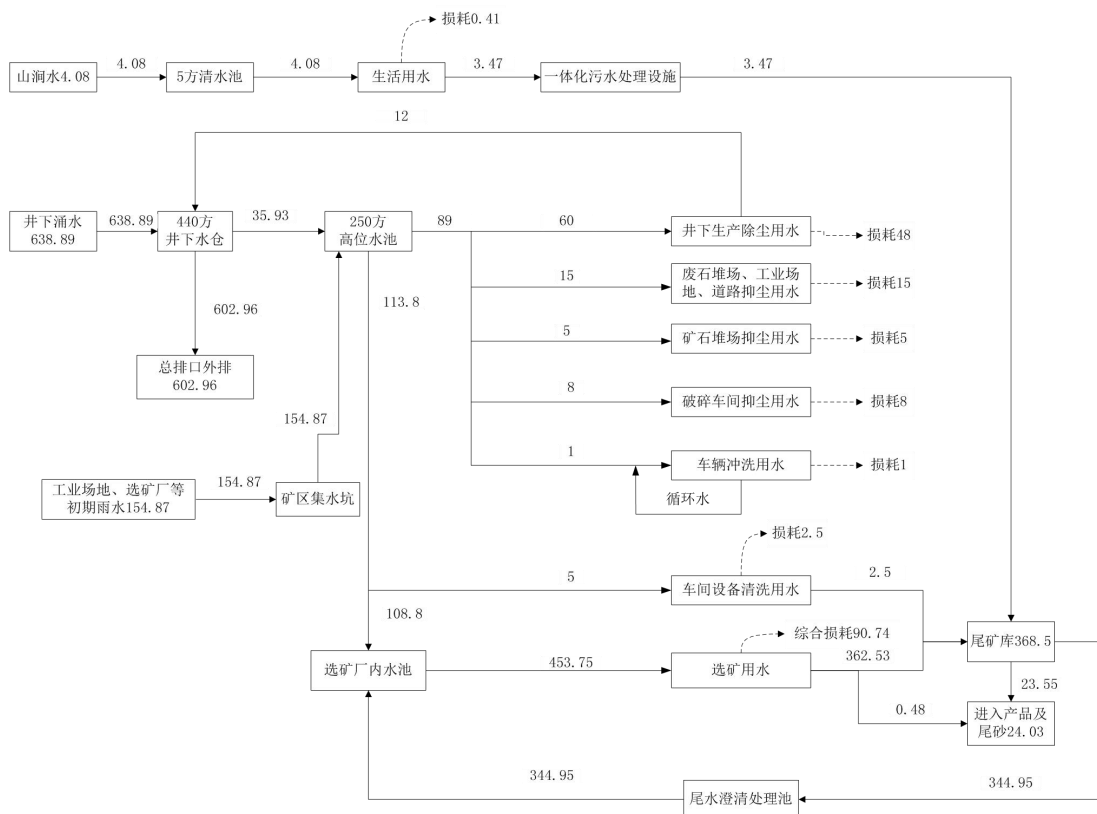 损耗0.41
山涧水4.08
4.08
5方清水池
4.08
生活用水
3.47
一体化污水处理设施
3.47
12
井下涌水
638.89
638.89
440方
井下水仓
35.93
250方
高位水池
89
60
井下生产除尘用水
损耗48
15
废石堆场、工业场
地、道路抑尘用水
损耗15
113.8
602.96
5
矿石堆场抑尘用水
损耗5
总排口外排
602.96
8
破碎车间抑尘用水
损耗8
154.87
1
车辆冲洗用水
损耗1
循环水
工业场地、选矿厂等
初期雨水154.87
154.87
矿区集水坑
损耗2.5
5
车间设备清洗用水
2.5
108.8
综合损耗90.74
选矿厂内水池
453.75
选矿用水
362.53
尾矿库368.5
23.55
0.48
进入产品及
尾砂24.03
344.95
尾水澄清处理池
344.95